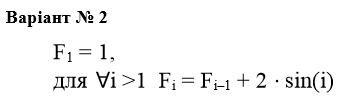 Варіант № 2
F₁ = 1,
для ∀i >1 Fᵢ = Fᵢ₋₁ + 2 · sin(i)